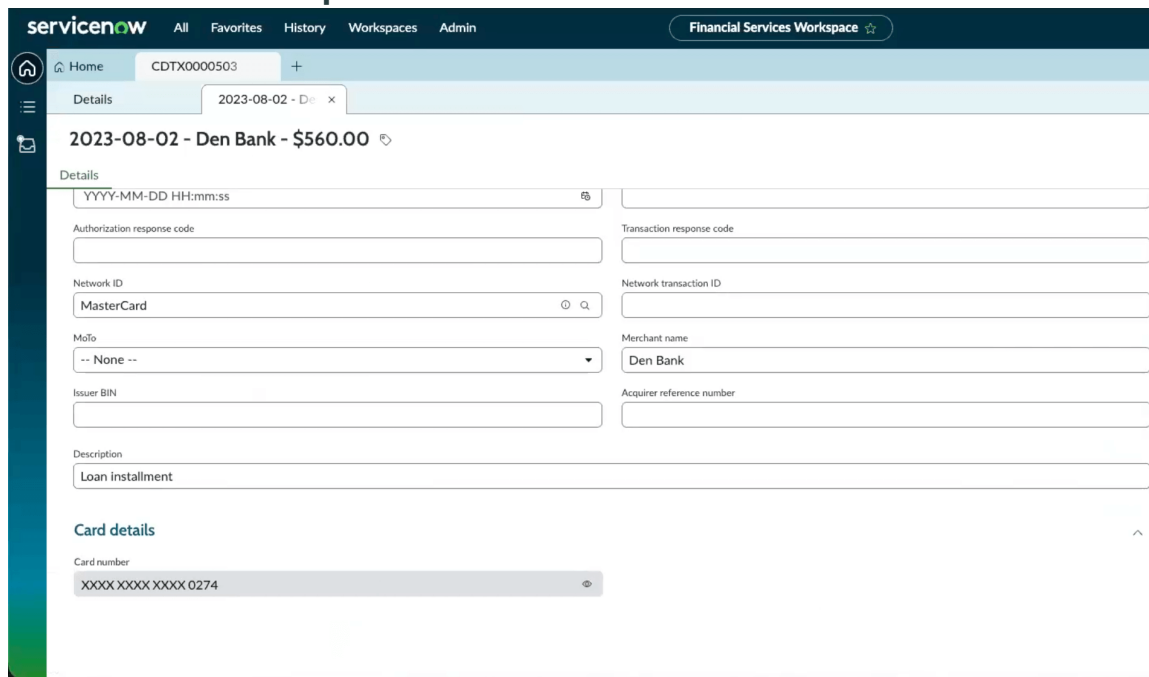 servicenow All Favorites History Workspaces Admin Financial Services Workspace
Home CDTX0000503
Details 2023-08-02 - De
2023-08-02 - Den Bank - $560.00
Details
YYYY-MM-DD HH:mm:ss
Authorization response code Transaction response code
Network ID Network transaction ID
MasterCard
MoTo Merchant name
-- None -- Den Bank
Issuer BIN Acquirer reference number
Description
Loan installment
Card details
Card number
XXXX XXXX XXXX 0274